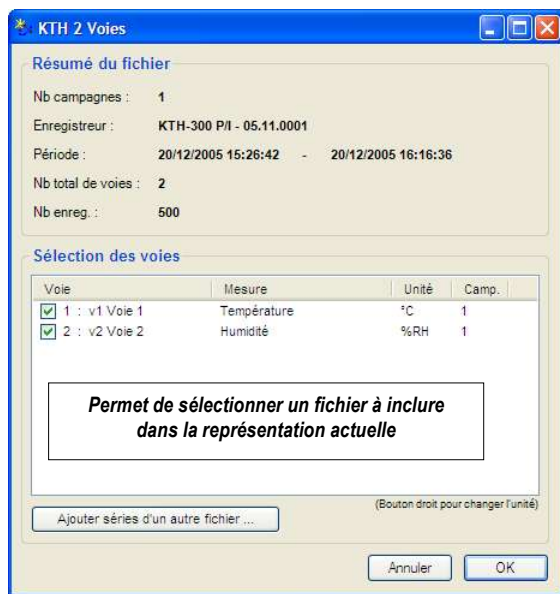 KTH 2 Voies
Résumé du fichier
Nb campagnes : 1
Enregistreur : KTH-300 P/I - 05.11.0001
Période : 20/12/2005 15:26:42 - 20/12/2005 16:16:36
Nb total de voies : 2
Nb enreg. : 500
Sélection des voies
Voie Mesure Unité Camp.
1 : v1 Voie 1 Température °C 1
2 : v2 Voie 2 Humidité %RH 1
Permet de sélectionner un fichier à inclure
dans la représentation actuelle
(Bouton droit pour changer l'unité)
Ajouter séries d'un autre fichier ...
Annuler OK